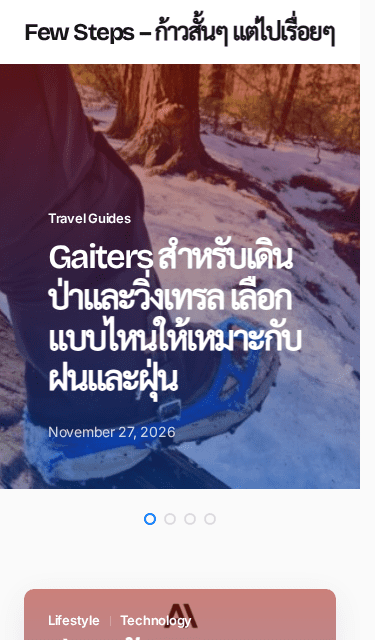 Few Steps – ก้าวสั้นๆ แต่ไปเรื่อยๆ
Travel Guides
Gaiters สำหรับเดิน
ป่าและวิ่งเทรล เลือก
แบบไหนให้เหมาะกับ
ฝนและฝุ่น
November 27, 2026
Lifestyle | Technology